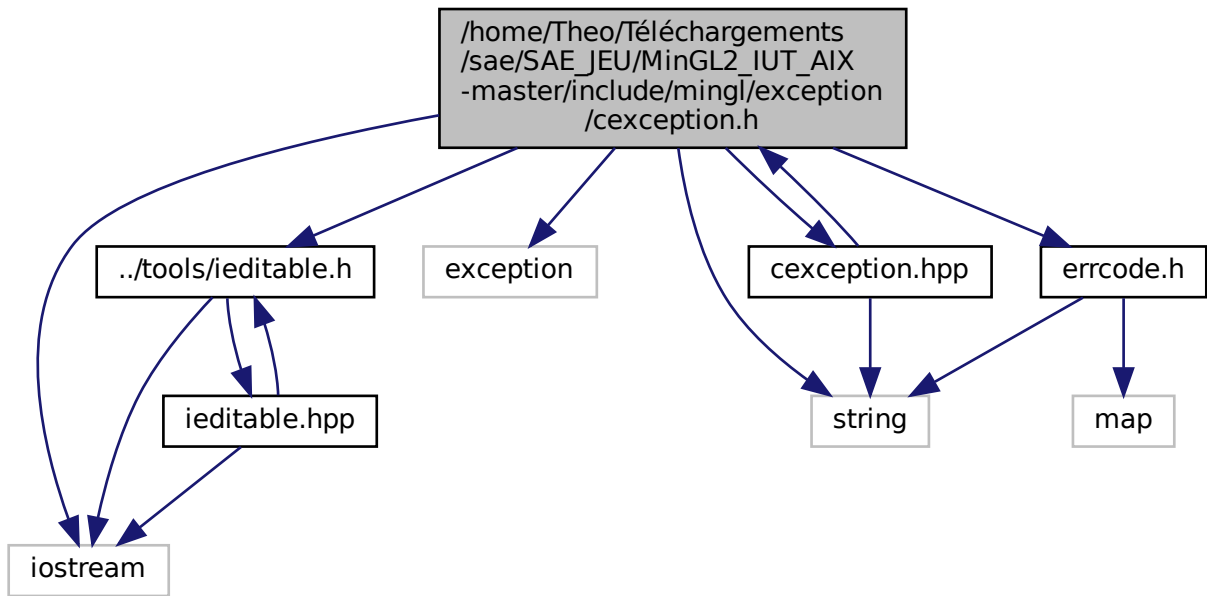 /home/Theo/Téléchargements
/sae/SAE_JEU/MinGL2_IUT_AIX
-master/include/mingl/exception
/cexception.h
../tools/ieditable.h
exception
cexception.hpp
errcode.h
ieditable.hpp
string
map
iostream